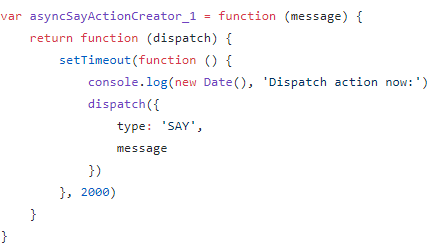 var asyncSayActionCreator_1 = function (message) {
    return function (dispatch) {
        setTimeout(function () {
            console.log(new Date(), 'Dispatch action now:')
            dispatch({
                type: 'SAY',
                message
            })
        }, 2000)
    }
}